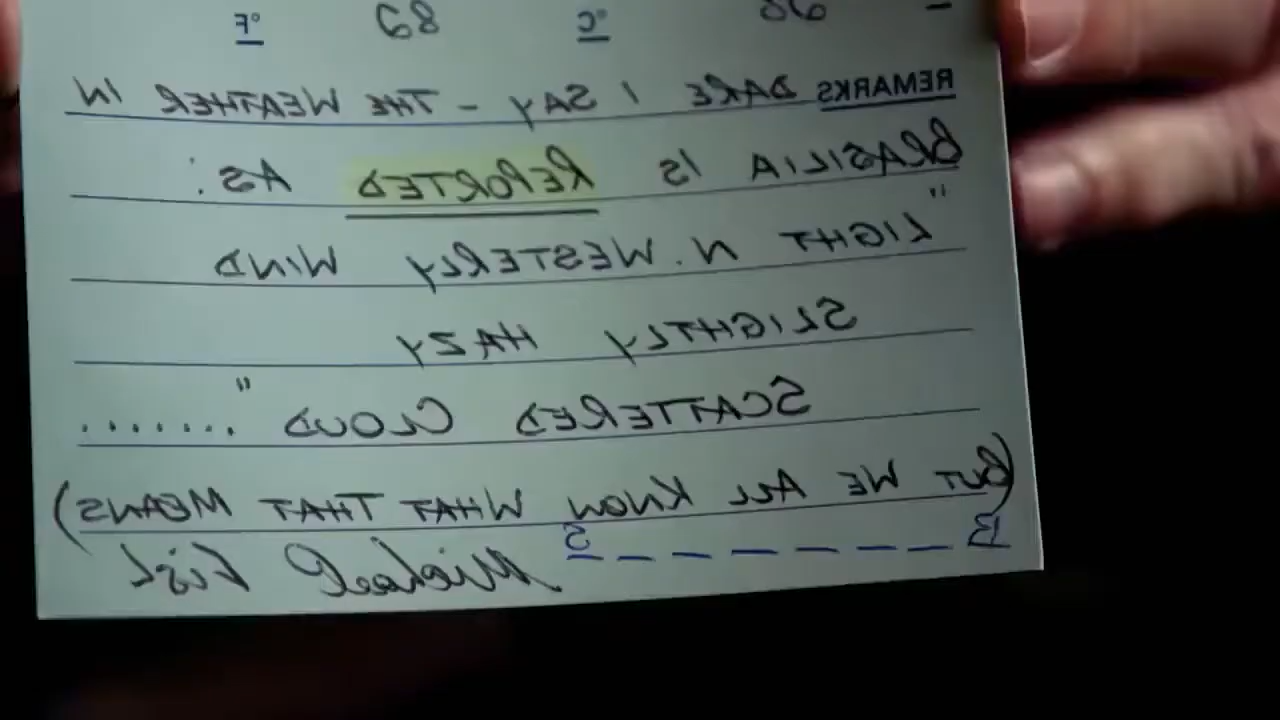 °C 68 °F
REMARKS DARE I SAY - THE WEATHER IN
BRASILIA IS REPORTED AS:
"LIGHT N. WESTERLY WIND
SLIGHTLY HAZY
SCATTERED CLOUD" .......
(BUT WE ALL KNOW WHAT THAT MEANS)
B _ _ _ _ _ _ _ S
Michael Fish